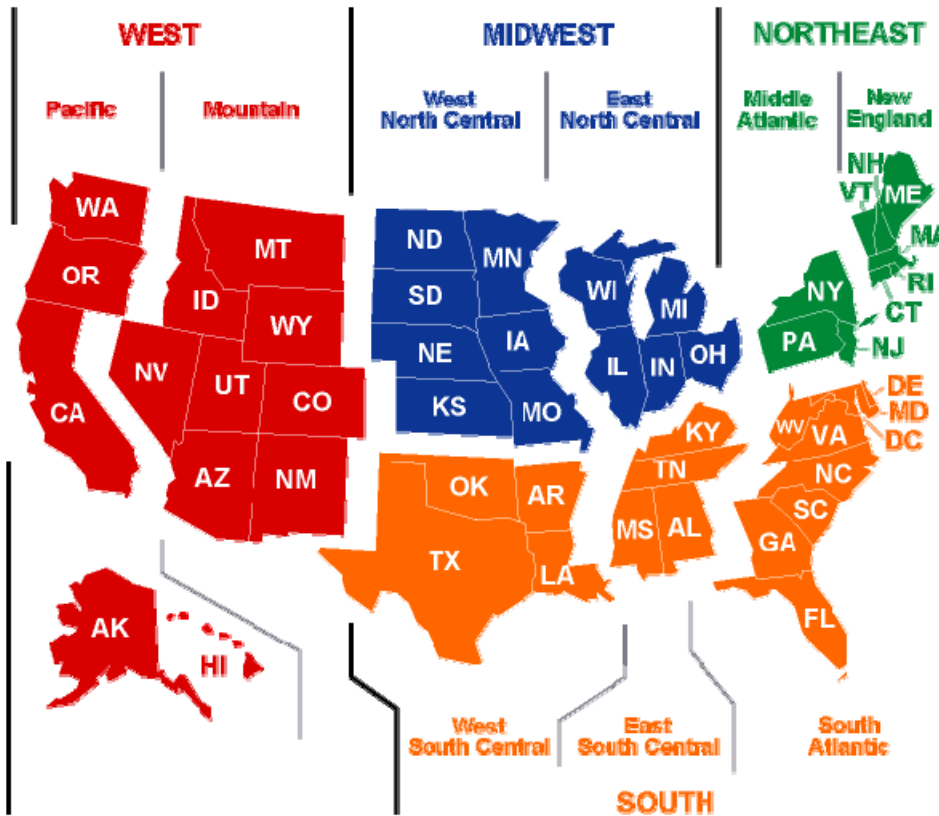 WEST
MIDWEST
NORTHEAST
Pacific
Mountain
West
North Central
East
North Central
Middle
Atlantic
New
England
NH
VT
ME
MA
RI
CT
NJ
NY
PA
WA
OR
CA
MT
ID
WY
NV
UT
CO
AZ
NM
ND
MN
SD
NE
IA
KS
MO
WI
MI
IL
IN
OH
DE
MD
DC
WV
VA
KY
TN
NC
SC
OK
AR
MS
AL
GA
TX
LA
FL
AK
HI
West
South Central
East
South Central
South
Atlantic
SOUTH